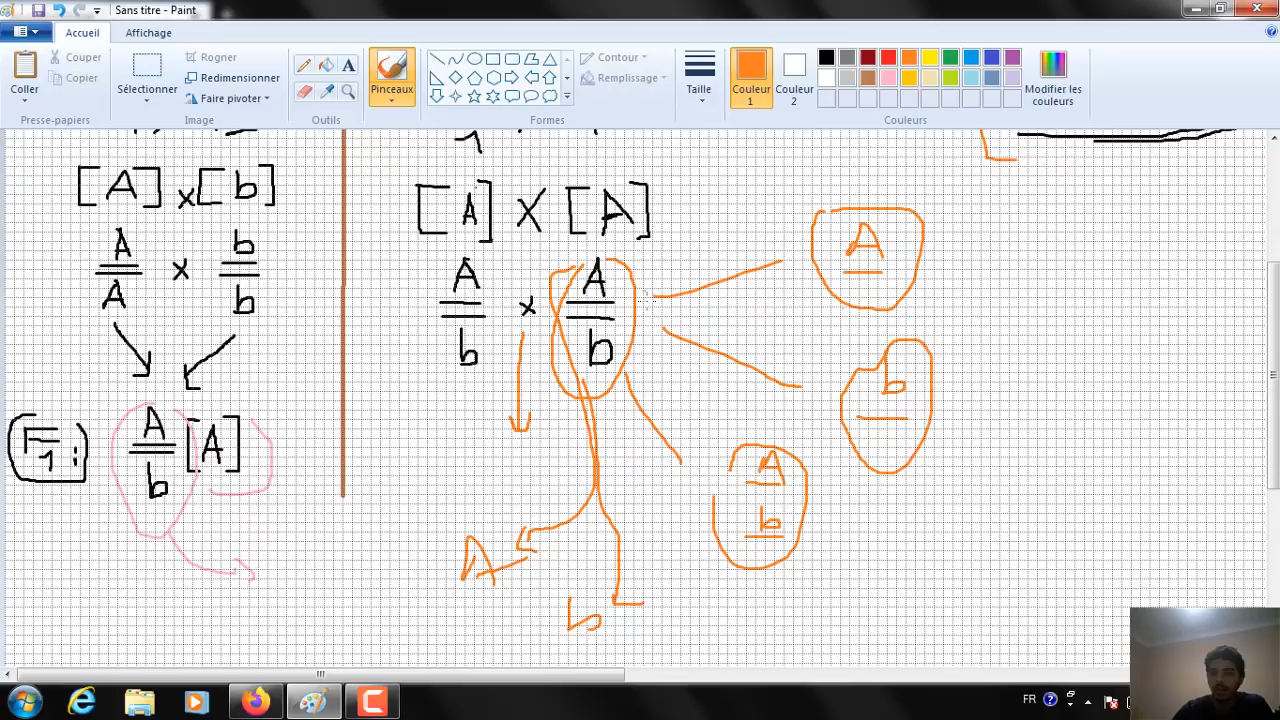 Sans titre - Paint
Accueil Affichage
Coller
Couper
Copier
Presse-papiers
Sélectionner
Rogner
Redimensionner
Faire pivoter
Image
A
Outils
Pinceaux
Contour
Remplissage
Formes
Taille
Couleur 1
Couleur 2
Modifier les couleurs
Couleurs
[A] x [b]
A x b
A b
F1:
A [A]
b
1
[A] X [A]
A x A
b b
A
b
A
b
A
b
FR